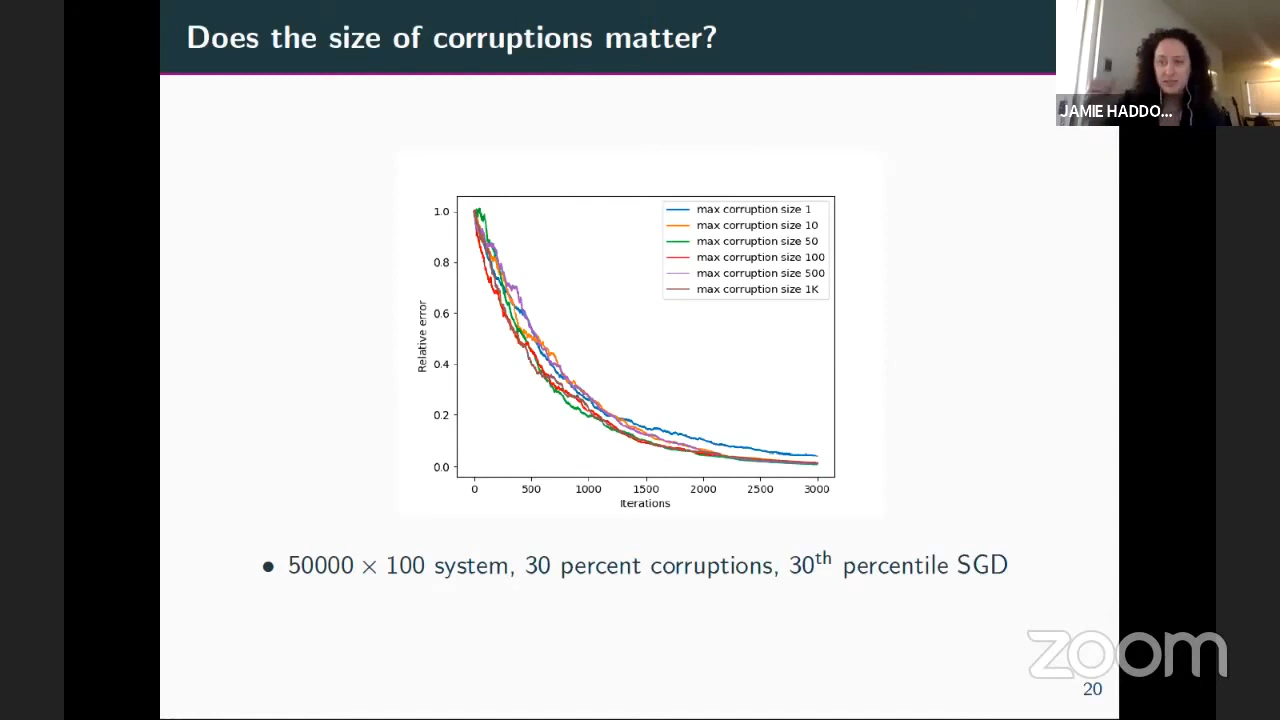 Does the size of corruptions matter?
JAMIE HADDO...
1.0
0.8
0.6
0.4
0.2
0.0
Relative error
max corruption size 1
max corruption size 10
max corruption size 50
max corruption size 100
max corruption size 500
max corruption size 1K
0 500 1000 1500 2000 2500 3000
Iterations
• 50000 × 100 system, 30 percent corruptions, 30th percentile SGD
zoom
20